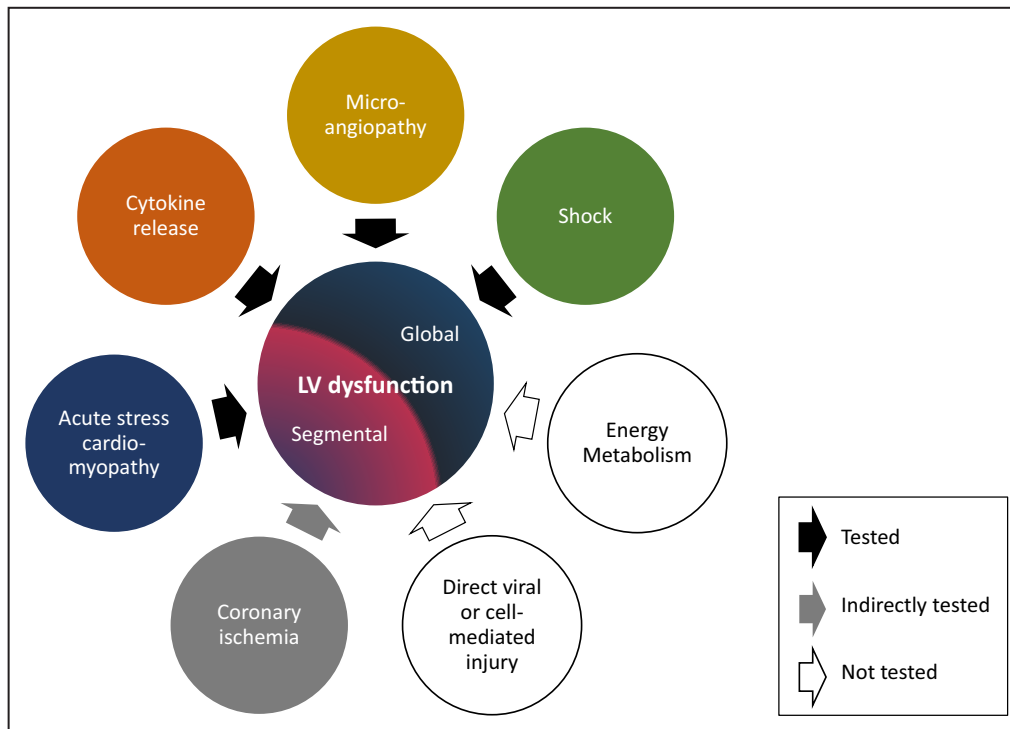 Micro-
angiopathy
Cytokine
release
Shock
Global
LV dysfunction
Segmental
Acute stress
cardio-
myopathy
Energy
Metabolism
Coronary
ischemia
Direct viral
or cell-
mediated
injury
Tested
Indirectly tested
Not tested